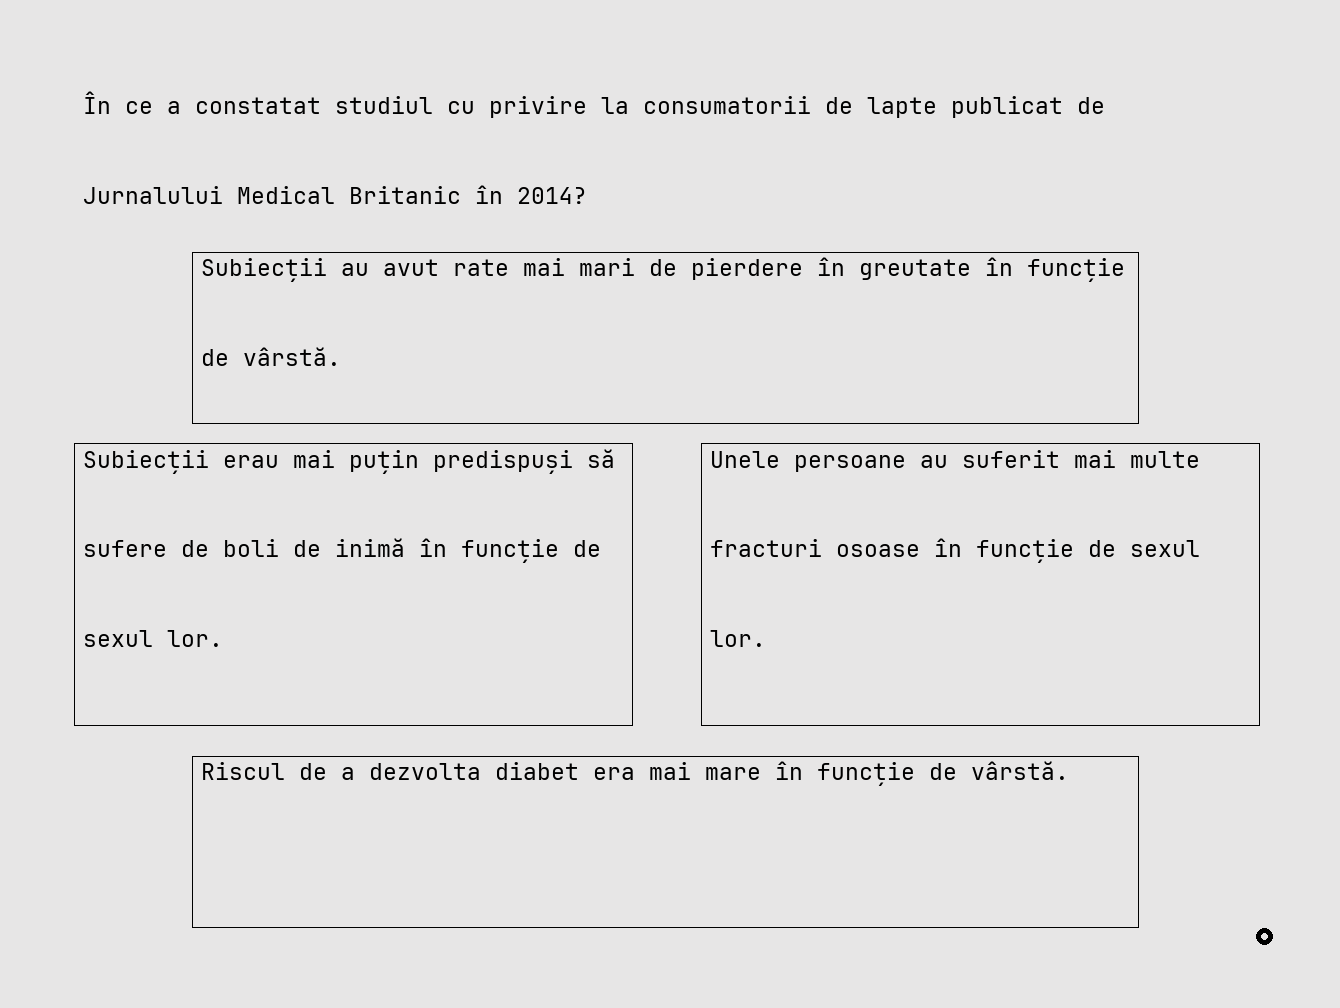 În ce a constatat studiul cu privire la consumatorii de lapte publicat de
Jurnalului Medical Britanic în 2014?
Subiecții au avut rate mai mari de pierdere în greutate în funcție
de vârstă.
Subiecții erau mai puțin predispuși să
sufere de boli de inimă în funcție de
sexul lor.
Unele persoane au suferit mai multe
fracturi osoase în funcție de sexul
lor.
Riscul de a dezvolta diabet era mai mare în funcție de vârstă.